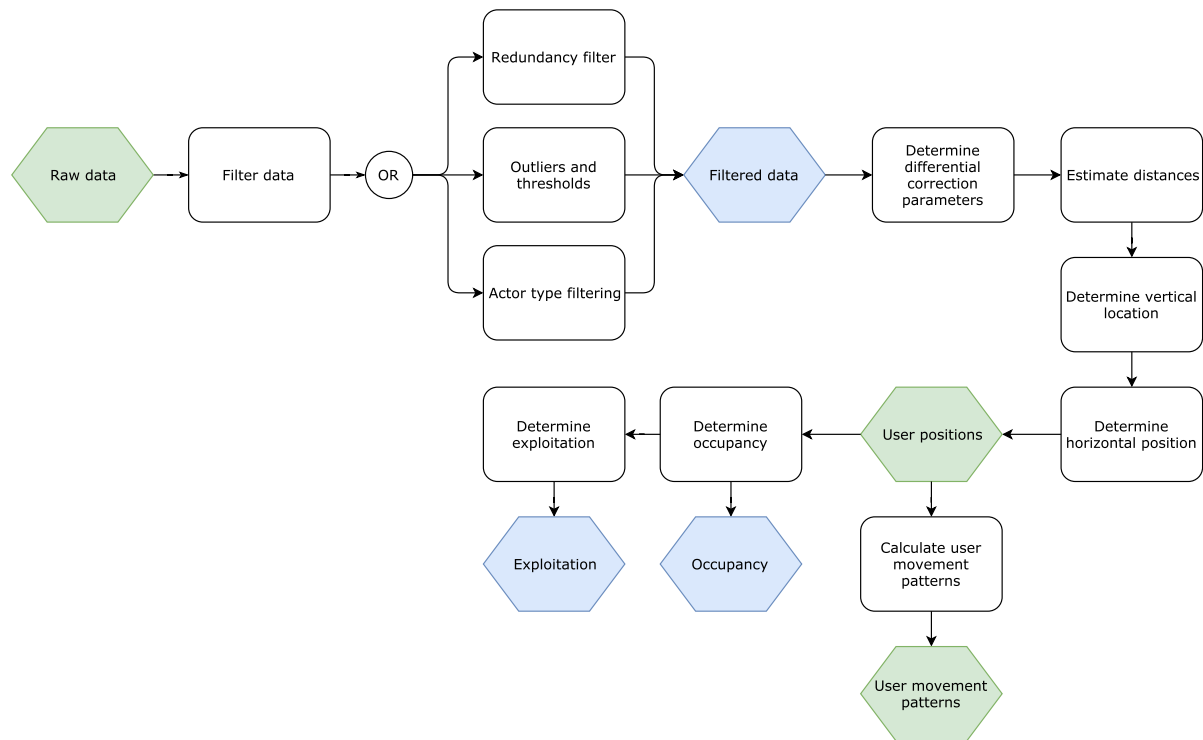 Redundancy filter
Raw data
Filter data
OR
Outliers and
thresholds
Filtered data
Determine
differential
correction
parameters
Estimate distances
Actor type filtering
Determine vertical
location
Determine
exploitation
Determine
occupancy
User positions
Determine
horizontal position
Exploitation
Occupancy
Calculate user
movement
patterns
User movement
patterns